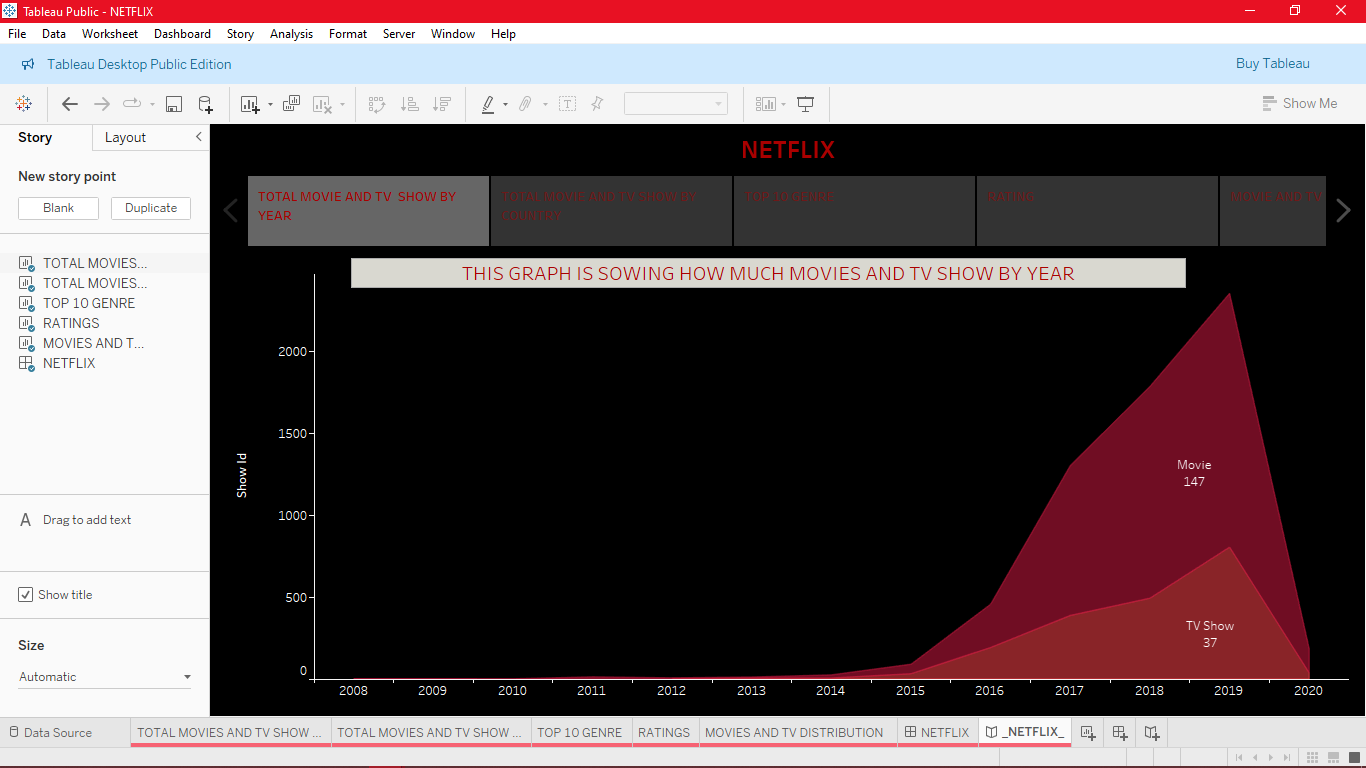 Tableau Public - NETFLIX
File Data Worksheet Dashboard Story Analysis Format Server Window Help
Tableau Desktop Public Edition
Buy Tableau
Show Me
Story
Layout
New story point
Blank
Duplicate
TOTAL MOVIES...
TOTAL MOVIES...
TOP 10 GENRE
RATINGS
MOVIES AND T...
NETFLIX
A Drag to add text
Show title
Size
Automatic
NETFLIX
TOTAL MOVIE AND TV SHOW BY
YEAR
TOTAL MOVIE AND TV SHOW BY
COUNTRY
TOP 10 GENRE
RATING
MOVIE AND TV
THIS GRAPH IS SOWING HOW MUCH MOVIES AND TV SHOW BY YEAR
Show Id
2000
1500
1000
500
0
Movie
147
TV Show
37
2008 2009 2010 2011 2012 2013 2014 2015 2016 2017 2018 2019 2020
Data Source
TOTAL MOVIES AND TV SHOW ...
TOTAL MOVIES AND TV SHOW ...
TOP 10 GENRE
RATINGS
MOVIES AND TV DISTRIBUTION
NETFLIX
_NETFLIX_